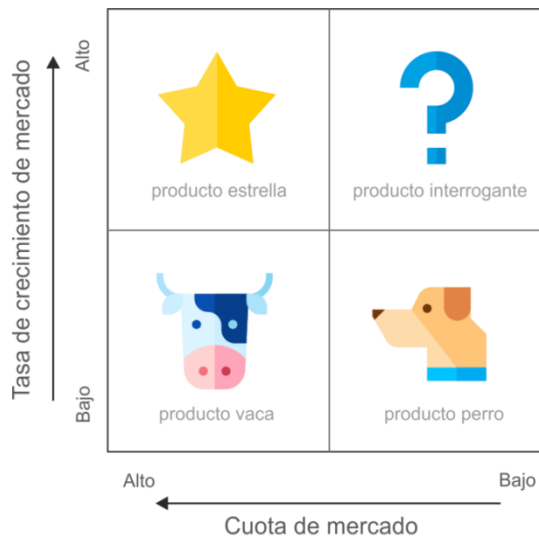 Tasa de crecimiento de mercado
Alto
producto estrella
producto interrogante
Bajo
producto vaca
producto perro
Alto
Bajo
Cuota de mercado